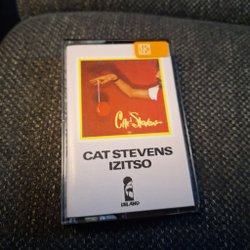 Cat Stevens
CAT STEVENS
IZITSO
ISLAND